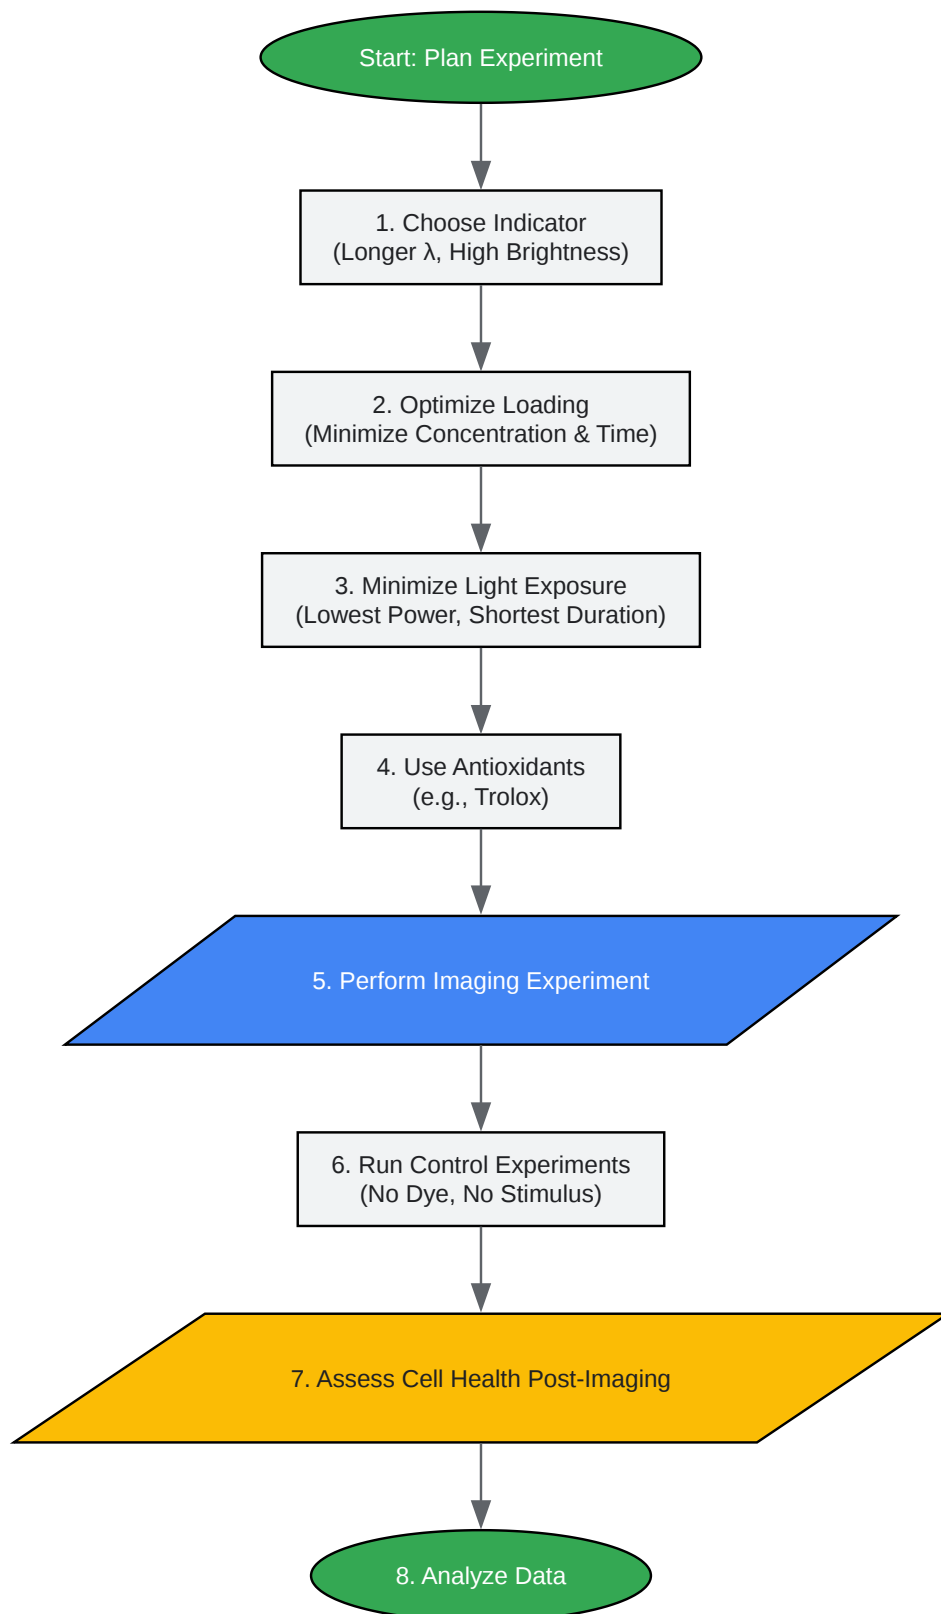 Start: Plan Experiment
1. Choose Indicator
(Longer λ, High Brightness)
2. Optimize Loading
(Minimize Concentration & Time)
3. Minimize Light Exposure
(Lowest Power, Shortest Duration)
4. Use Antioxidants
(e.g., Trolox)
5. Perform Imaging Experiment
6. Run Control Experiments
(No Dye, No Stimulus)
7. Assess Cell Health Post-Imaging
8. Analyze Data